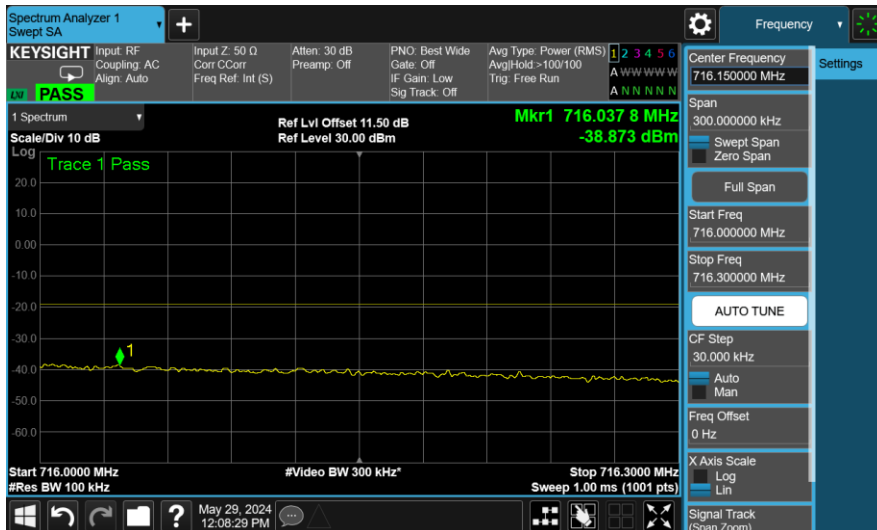 Spectrum Analyzer 1
Swept SA
Frequency
KEYSIGHT
Input: RF
Coupling: AC
Align: Auto
Input Z: 50 Ω
Corr CCorr
Freq Ref: Int (S)
Atten: 30 dB
Preamp: Off
PNO: Best Wide
Gate: Off
IF Gain: Low
Sig Track: Off
Avg Type: Power (RMS)
Avg|Hold:>100/100
Trig: Free Run
1 2 3 4 5 6
A W W W W W
A N N N N N
LXI PASS
1 Spectrum
Scale/Div 10 dB
Ref Lvl Offset 11.50 dB
Ref Level 30.00 dBm
Mkr1 716.037 8 MHz
-38.873 dBm
Log
Trace 1 Pass
20.0
10.0
0.00
-10.0
-20.0
-30.0
-40.0
-50.0
-60.0
1
Start 716.0000 MHz
#Res BW 100 kHz
#Video BW 300 kHz*
Stop 716.3000 MHz
Sweep 1.00 ms (1001 pts)
Center Frequency
716.150000 MHz
Settings
Span
300.000000 kHz
Swept Span
Zero Span
Full Span
Start Freq
716.000000 MHz
Stop Freq
716.300000 MHz
AUTO TUNE
CF Step
30.000 kHz
Auto
Man
Freq Offset
0 Hz
X Axis Scale
Log
Lin
Signal Track
(Span Zoom)
?
May 29, 2024
12:08:29 PM